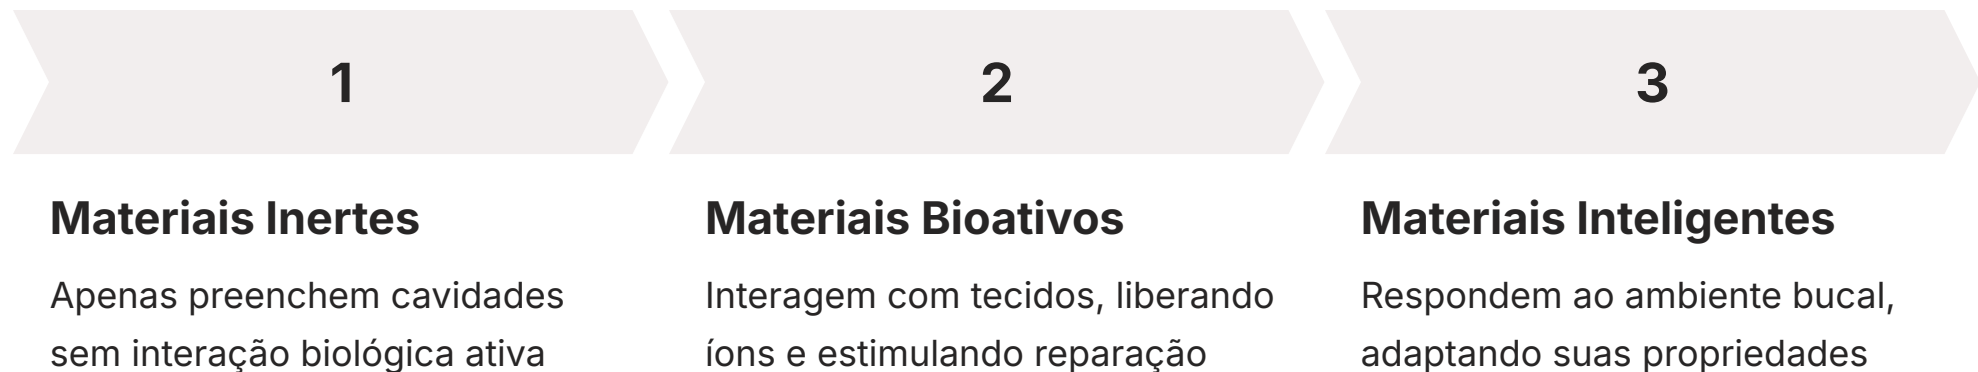 1
2
3
Materiais Inertes
Apenas preenchem cavidades
sem interação biológica ativa
Materiais Bioativos
Interagem com tecidos, liberando
íons e estimulando reparação
Materiais Inteligentes
Respondem ao ambiente bucal,
adaptando suas propriedades